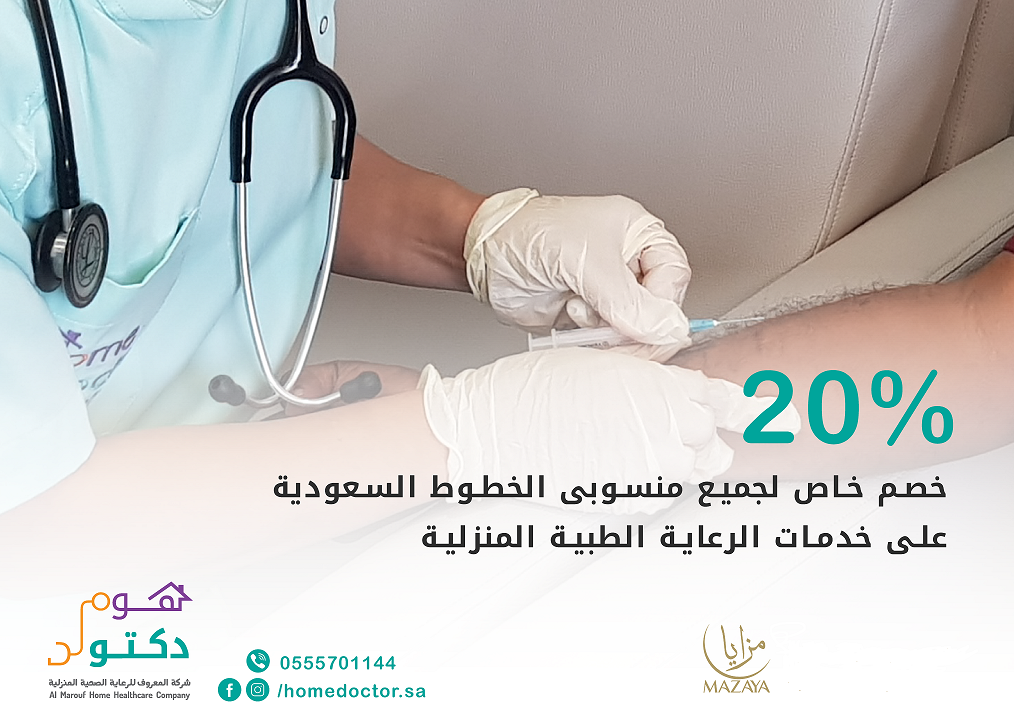 20%
خصم خاص لجميع منسوبى الخطوط السعودية
على خدمات الرعاية الطبية المنزلية
هوم
دكتور
شركة المعروف للرعاية الصحية المنزلية
Al Marouf Home Healthcare Company
0555701144
/homedoctor.sa
مزايا
MAZAYA